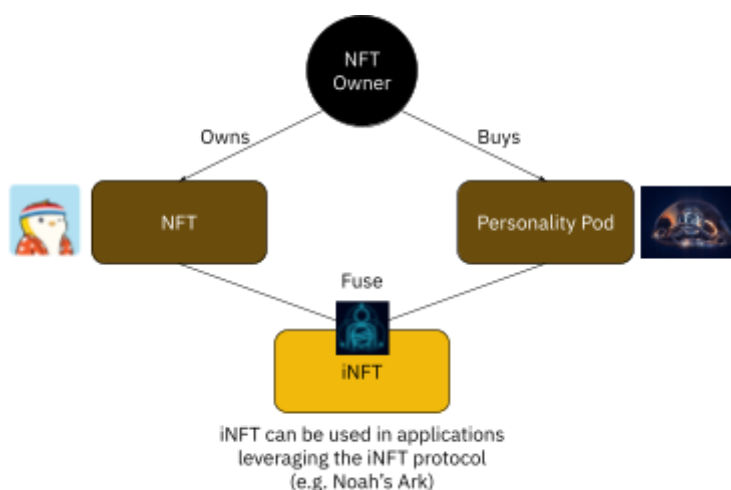 NFT
Owner
Owns
Buys
NFT
Personality Pod
Fuse
iNFT
iNFT can be used in applications
leveraging the iNFT protocol
(e.g. Noah's Ark)